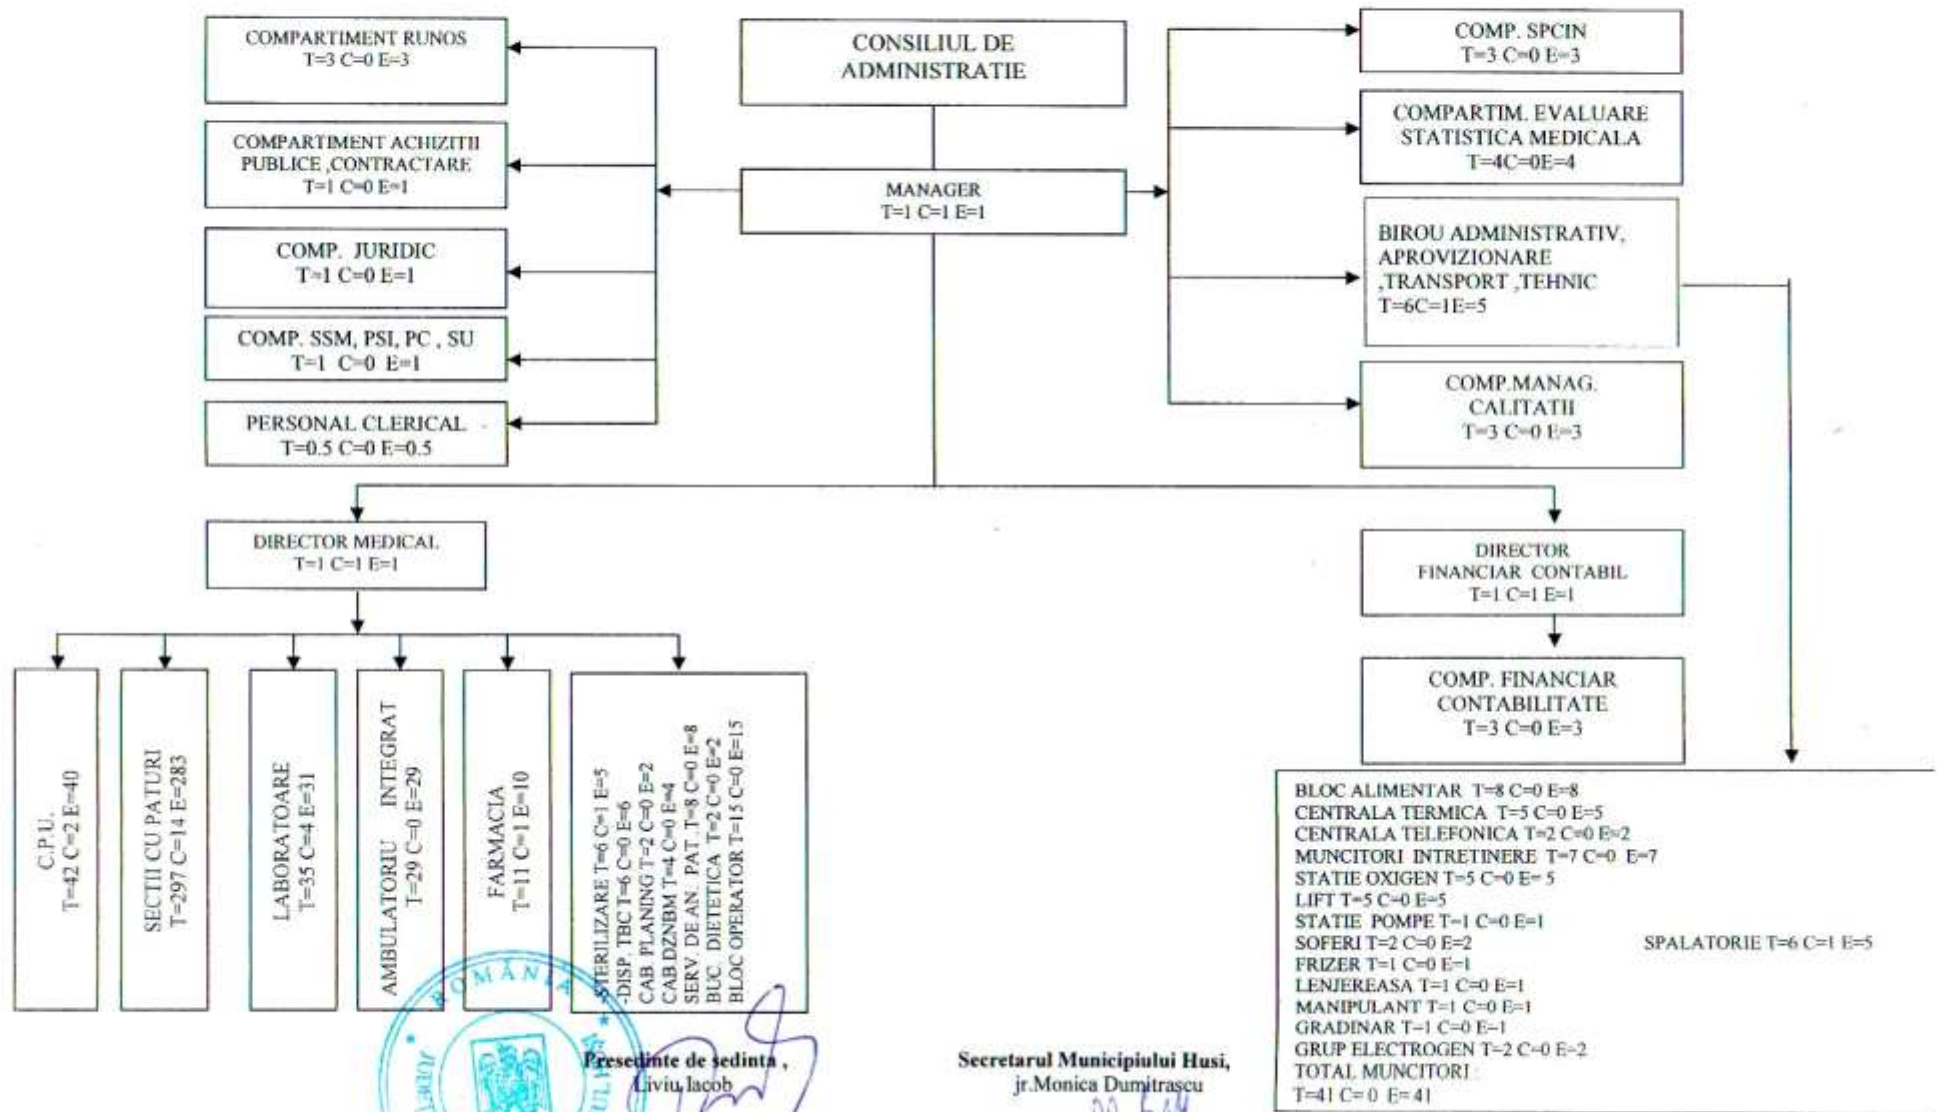 COMPARTIMENT RUNOS
T=3 C=0 E=3
COMPARTIMENT ACHIZITII
PUBLICE ,CONTRACTARE
T=1 C=0 E=1
COMP. JURIDIC
T=1 C=0 E=1
COMP. SSM, PSI, PC , SU
T=1 C=0 E=1
PERSONAL CLERICAL
T=0.5 C=0 E=0.5
CONSILIUL DE
ADMINISTRATIE
MANAGER
T=1 C=1 E=1
COMP. SPCIN
T=3 C=0 E=3
COMPARTIM. EVALUARE
STATISTICA MEDICALA
T=4C=0E=4
BIROU ADMINISTRATIV,
APROVIZIONARE
,TRANSPORT ,TEHNIC
T=6C=1E=5
COMP.MANAG.
CALITATII
T=3 C=0 E=3
DIRECTOR MEDICAL
T=1 C=1 E=1
DIRECTOR
FINANCIAR CONTABIL
T=1 C=1 E=1
COMP. FINANCIAR
CONTABILITATE
T=3 C=0 E=3
C.P.U.
T=42 C=2 E=40
SECTII CU PATURI
T=297 C=14 E=283
LABORATOARE
T=35 C=4 E=31
AMBULATORIU INTEGRAT
T=29 C=0 E=29
FARMACIA
T=11 C=1 E=10
STERILIZARE T=6 C=1 E=5
-DISP. TBC T=6 C=0 E=6
CAB PLANING T=2 C=0 E=2
CAB DZNBM T=4 C=0 E=4
SERV. DE AN. PAT .T=8 C=0 E=8
BUC. DIETETICA T=2 C=0 E=2
BLOC OPERATOR T=15 C=0 E=15
BLOC ALIMENTAR T=8 C=0 E=8
CENTRALA TERMICA T=5 C=0 E=5
CENTRALA TELEFONICA T=2 C=0 E=2
MUNCITORI INTRETINERE T=7 C=0 E=7
STATIE OXIGEN T=5 C=0 E= 5
LIFT T=5 C=0 E=5
STATIE POMPE T=1 C=0 E=1
SOFERI T=2 C=0 E=2 SPALATORIE T=6 C=1 E=5
FRIZER T=1 C=0 E=1
LENJEREASA T=1 C=0 E=1
MANIPULANT T=1 C=0 E=1
GRADINAR T=1 C=0 E=1
GRUP ELECTROGEN T=2 C=0 E=2
TOTAL MUNCITORI :
T=41 C= 0 E= 41
ROMÂNIA
Presedinte de sedinta ,
Liviu Iacob
Secretarul Municipiului Husi,
jr.Monica Dumitrascu